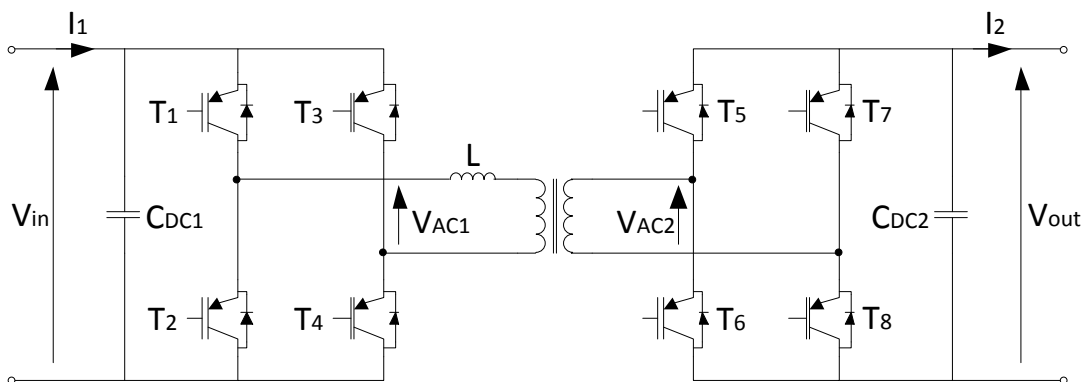 I1
I2
T1
T3
T5
T7
L
Vin
CDC1
VAC1
VAC2
CDC2
Vout
T2
T4
T6
T8